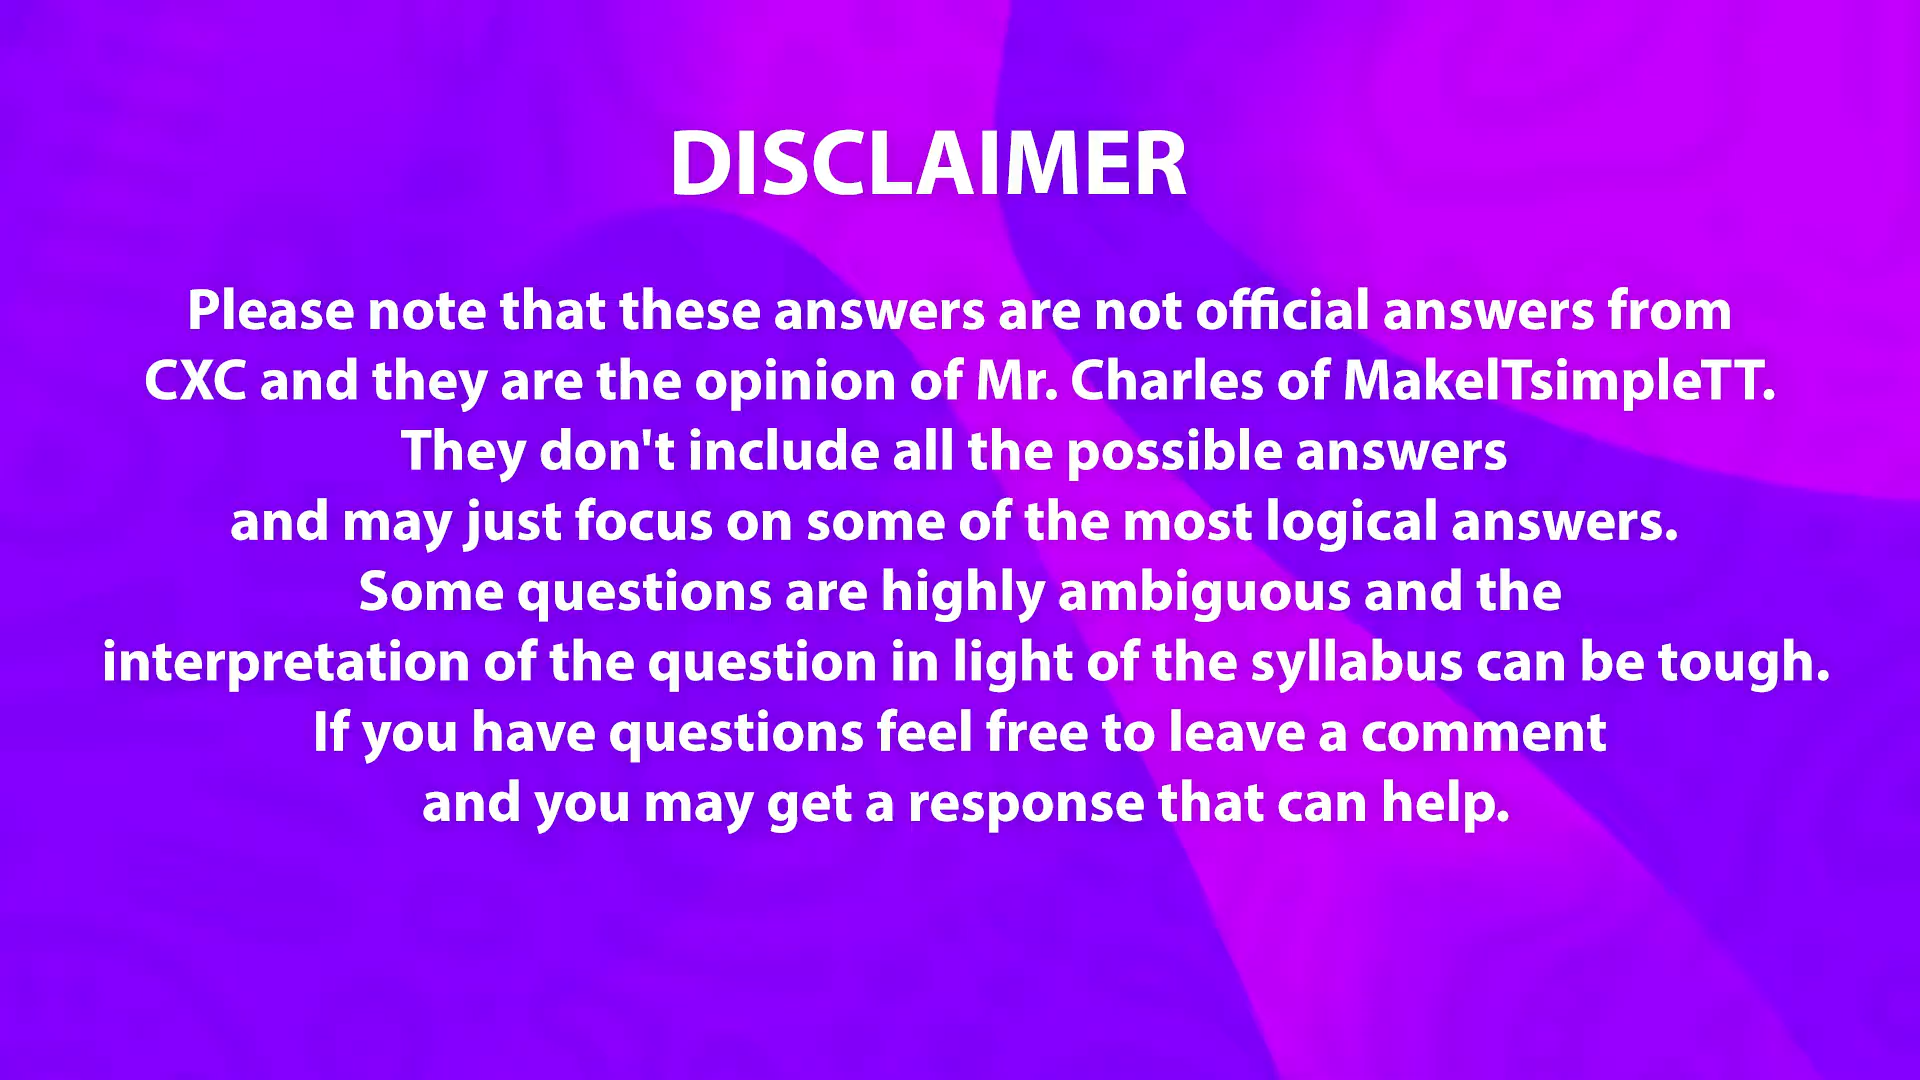 DISCLAIMER
Please note that these answers are not official answers from
CXC and they are the opinion of Mr. Charles of MakeITsimpleTT.
They don't include all the possible answers
and may just focus on some of the most logical answers.
Some questions are highly ambiguous and the
interpretation of the question in light of the syllabus can be tough.
If you have questions feel free to leave a comment
and you may get a response that can help.